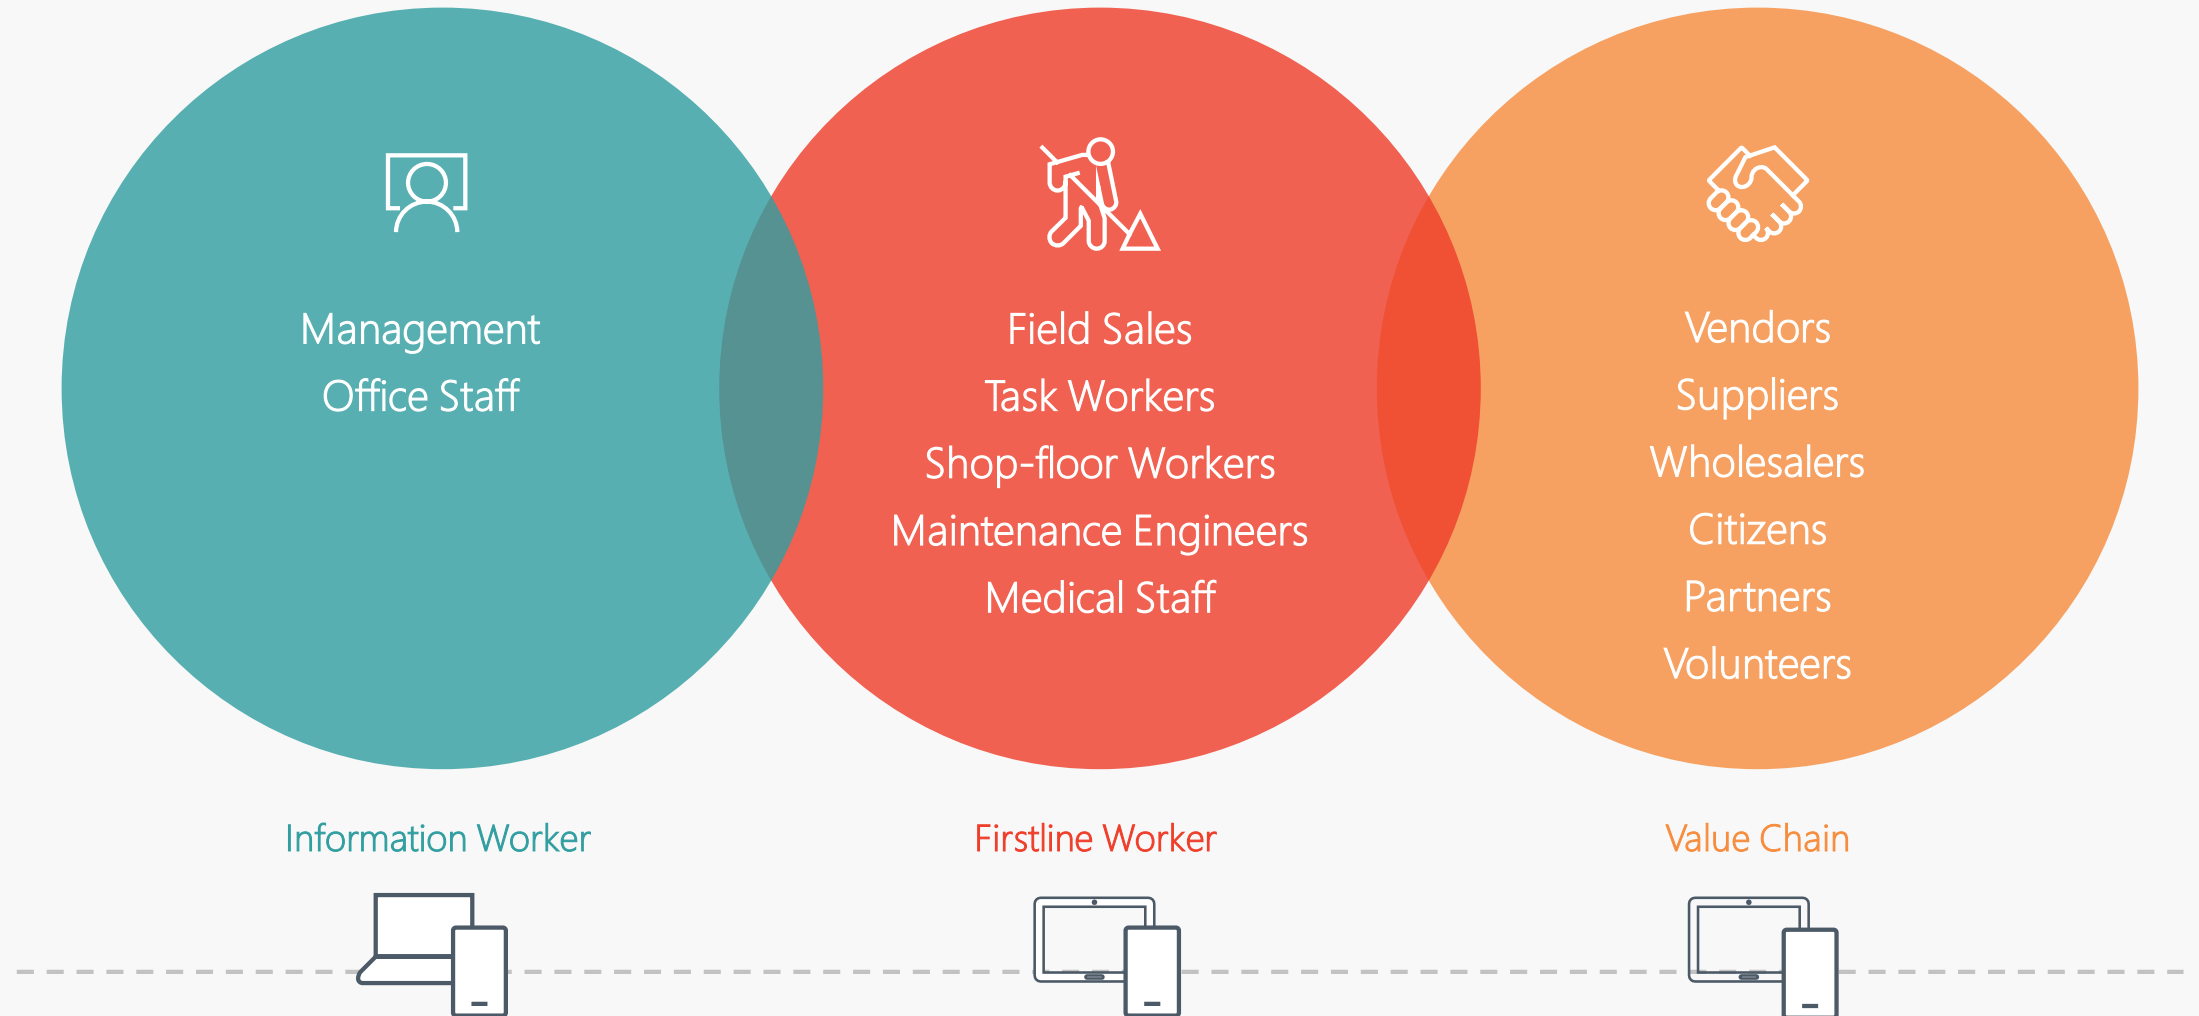 Management
Office Staff
Field Sales
Task Workers
Shop-floor Workers
Maintenance Engineers
Medical Staff
Vendors
Suppliers
Wholesalers
Citizens
Partners
Volunteers
Information Worker
Firstline Worker
Value Chain